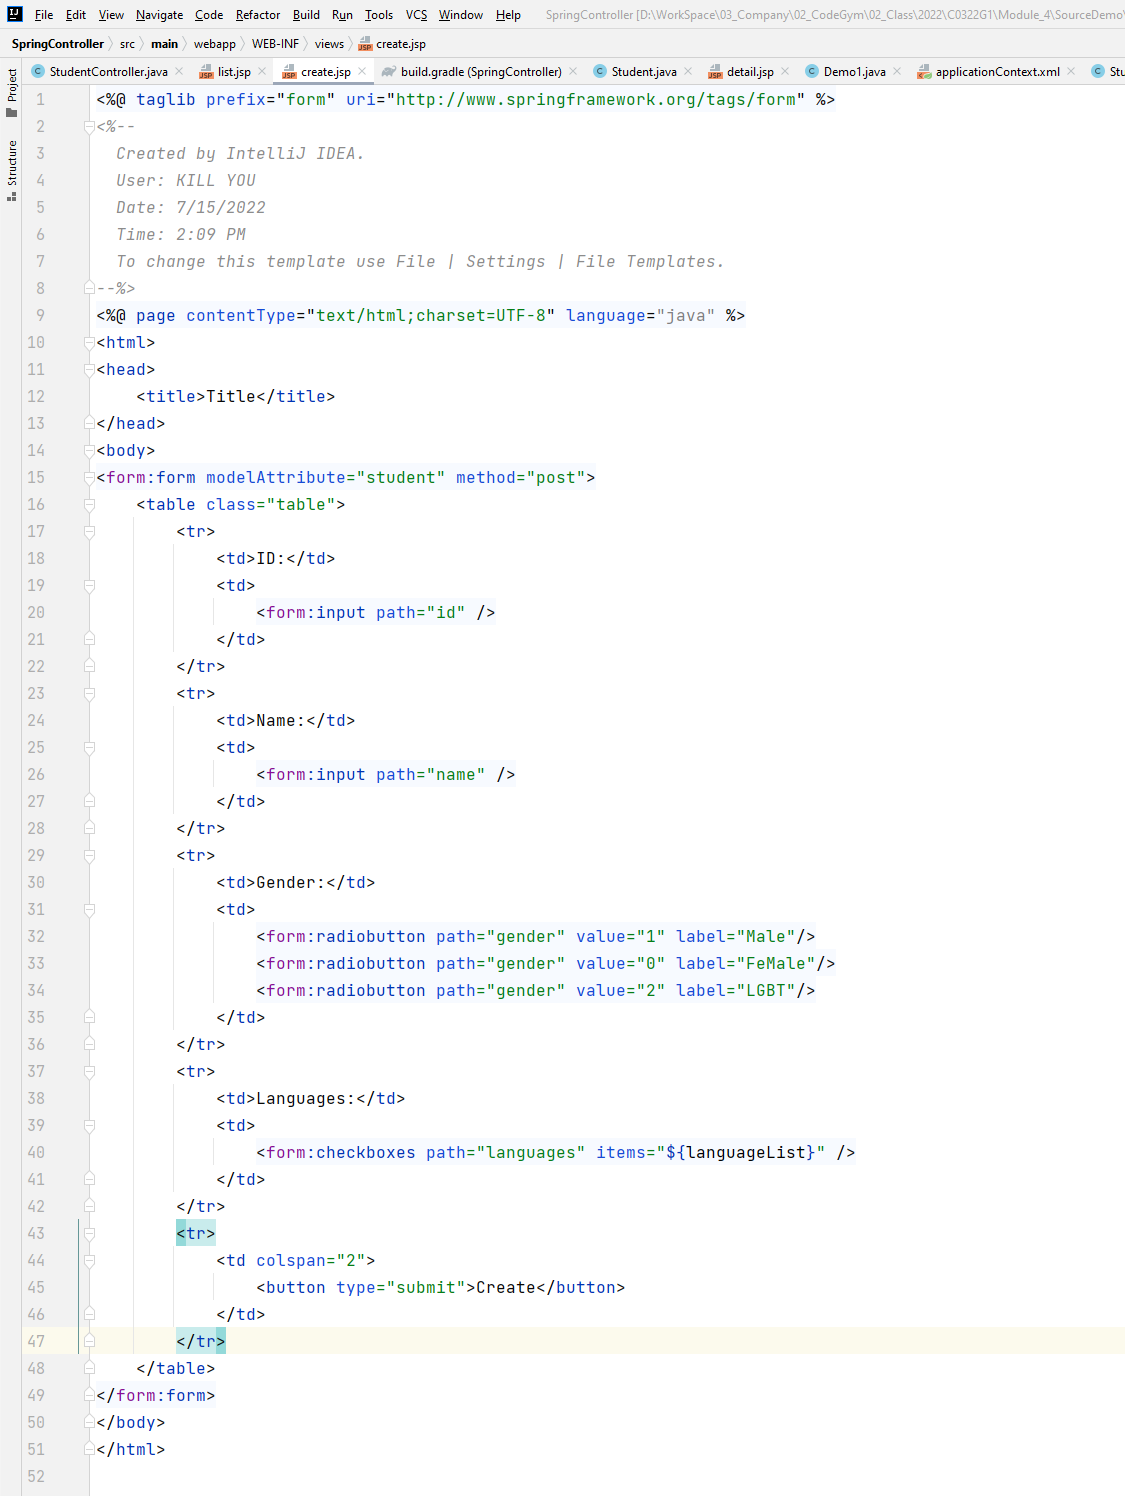 File Edit View Navigate Code Refactor Build Run Tools VCS Window Help SpringController [D:\WorkSpace\03_Company\02_CodeGym\02_Class\2022\C0322G1\Module_4\SourceDemo\
SpringController src main webapp WEB-INF views create.jsp
StudentController.java list.jsp create.jsp build.gradle (SpringController) Student.java detail.jsp Demo1.java applicationContext.xml Stu
Project
Structure
1 <%@ taglib prefix="form" uri="http://www.springframework.org/tags/form" %>
2 <%--
3 Created by IntelliJ IDEA.
4 User: KILL YOU
5 Date: 7/15/2022
6 Time: 2:09 PM
7 To change this template use File | Settings | File Templates.
8 --%>
9 <%@ page contentType="text/html;charset=UTF-8" language="java" %>
10 <html>
11 <head>
12 <title>Title</title>
13 </head>
14 <body>
15 <form:form modelAttribute="student" method="post">
16 <table class="table">
17 <tr>
18 <td>ID:</td>
19 <td>
20 <form:input path="id" />
21 </td>
22 </tr>
23 <tr>
24 <td>Name:</td>
25 <td>
26 <form:input path="name" />
27 </td>
28 </tr>
29 <tr>
30 <td>Gender:</td>
31 <td>
32 <form:radiobutton path="gender" value="1" label="Male"/>
33 <form:radiobutton path="gender" value="0" label="FeMale"/>
34 <form:radiobutton path="gender" value="2" label="LGBT"/>
35 </td>
36 </tr>
37 <tr>
38 <td>Languages:</td>
39 <td>
40 <form:checkboxes path="languages" items="${languageList}" />
41 </td>
42 </tr>
43 <tr>
44 <td colspan="2">
45 <button type="submit">Create</button>
46 </td>
47 </tr>
48 </table>
49 </form:form>
50 </body>
51 </html>
52